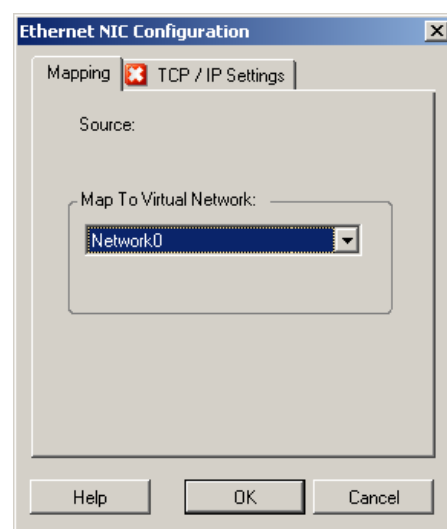 Ethernet NIC Configuration
Mapping TCP / IP Settings
Source:
Map To Virtual Network:
Network0
Help OK Cancel